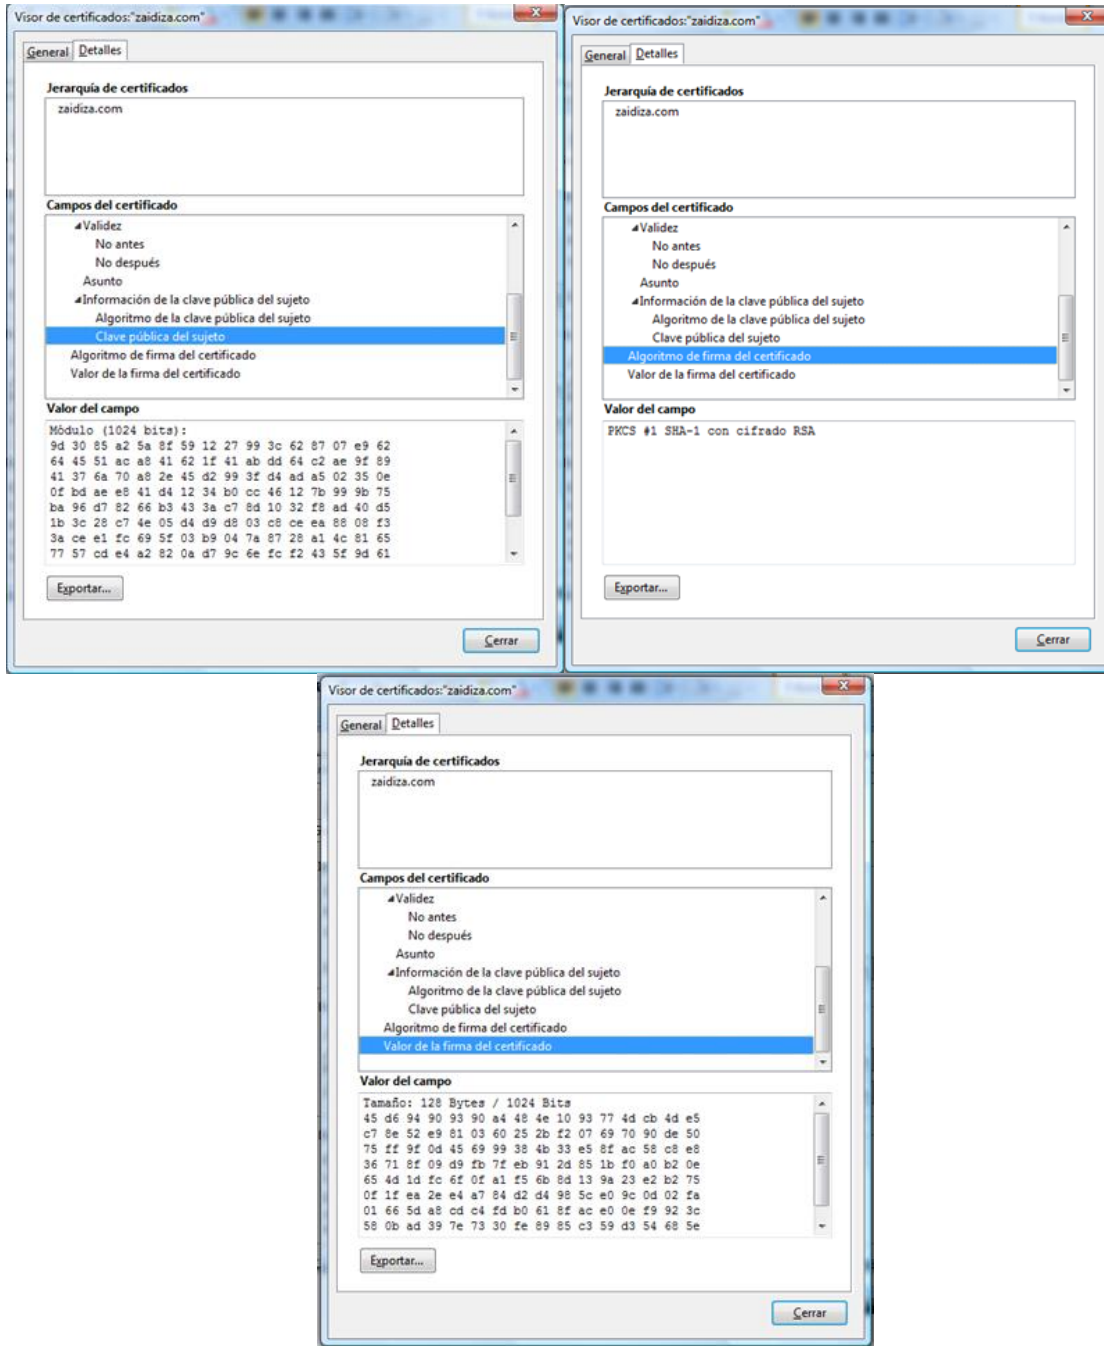 Visor de certificados:"zaidiza.com"
General Detalles
Jerarquía de certificados
zaidiza.com
Campos del certificado
Validez
No antes
No después
Asunto
Información de la clave pública del sujeto
Algoritmo de la clave pública del sujeto
Clave pública del sujeto
Algoritmo de firma del certificado
Valor de la firma del certificado
Valor del campo
Módulo (1024 bits):
9d 30 85 a2 5a 8f 59 12 27 99 3c 62 87 07 e9 62
64 45 51 ac a8 41 62 1f 41 ab dd 64 c2 ae 9f 89
41 37 6a 70 a8 2e 45 d2 99 3f d4 ad a5 02 35 0e
0f bd ae e8 41 d4 12 34 b0 cc 46 12 7b 99 9b 75
ba 96 d7 82 66 b3 43 3a c7 8d 10 32 f8 ad 40 d5
1b 3c 28 c7 4e 05 d4 d9 d8 03 c8 ce ea 88 08 f3
3a ce e1 fc 69 5f 03 b9 04 7a 87 28 a1 4c 81 65
77 57 cd e4 a2 82 0a d7 9c 6e fc f2 43 5f 9d 61
Exportar...
Cerrar
Visor de certificados:"zaidiza.com"
General Detalles
Jerarquía de certificados
zaidiza.com
Campos del certificado
Validez
No antes
No después
Asunto
Información de la clave pública del sujeto
Algoritmo de la clave pública del sujeto
Clave pública del sujeto
Algoritmo de firma del certificado
Valor de la firma del certificado
Valor del campo
PKCS #1 SHA-1 con cifrado RSA
Exportar...
Cerrar
Visor de certificados:"zaidiza.com"
General Detalles
Jerarquía de certificados
zaidiza.com
Campos del certificado
Validez
No antes
No después
Asunto
Información de la clave pública del sujeto
Algoritmo de la clave pública del sujeto
Clave pública del sujeto
Algoritmo de firma del certificado
Valor de la firma del certificado
Valor del campo
Tamaño: 128 Bytes / 1024 Bits
45 d6 94 90 93 90 a4 48 4e 10 93 77 4d cb 4d e5
c7 8e 52 e9 81 03 60 25 2b f2 07 69 70 90 de 50
75 ff 9f 0d 45 69 99 38 4b 33 e5 8f ac 58 c8 e8
36 71 8f 09 d9 fb 7f eb 91 2d 85 1b f0 a0 b2 0e
65 4d 1d fc 6f 0f a1 f5 6b 8d 13 9a 23 e2 b2 75
0f 1f ea 2e e4 a7 84 d2 d4 98 5c e0 9c 0d 02 fa
01 66 5d a8 cd c4 fd b0 61 8f ac e0 0e f9 92 3c
58 0b ad 39 7e 73 30 fe 89 85 c3 59 d3 54 68 5e
Exportar...
Cerrar